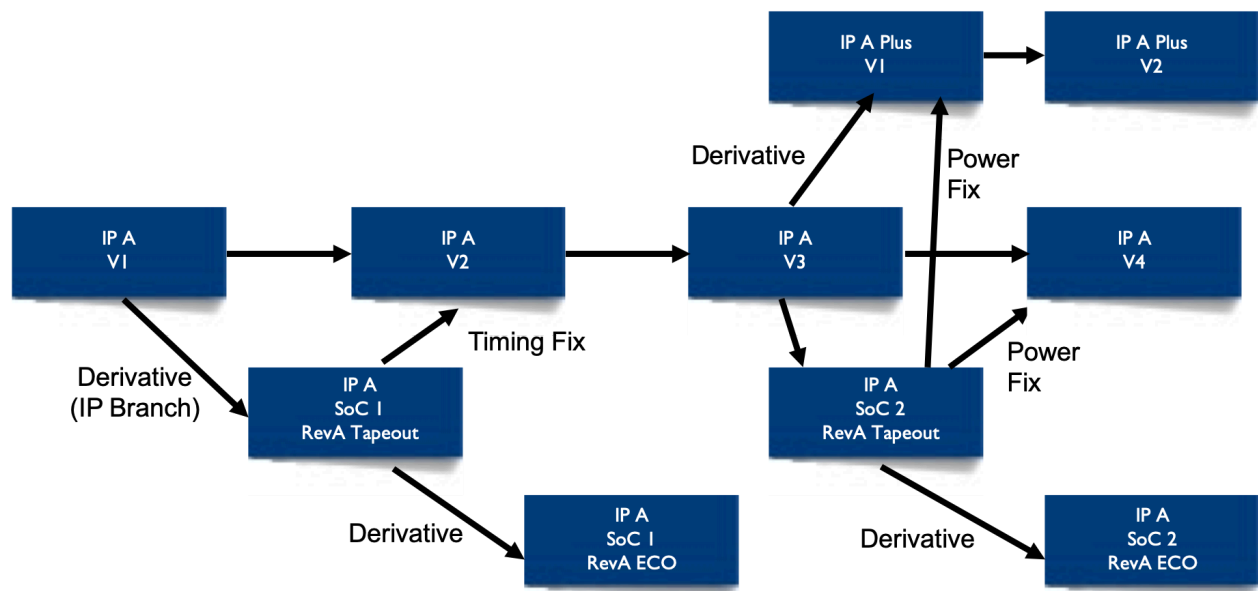 IP A Plus
V1
IP A Plus
V2
Derivative
Power
Fix
IP A
V1
IP A
V2
IP A
V3
IP A
V4
Timing Fix
Power
Fix
Derivative
(IP Branch)
IP A
SoC 1
RevA Tapeout
IP A
SoC 2
RevA Tapeout
Derivative
IP A
SoC 1
RevA ECO
Derivative
IP A
SoC 2
RevA ECO